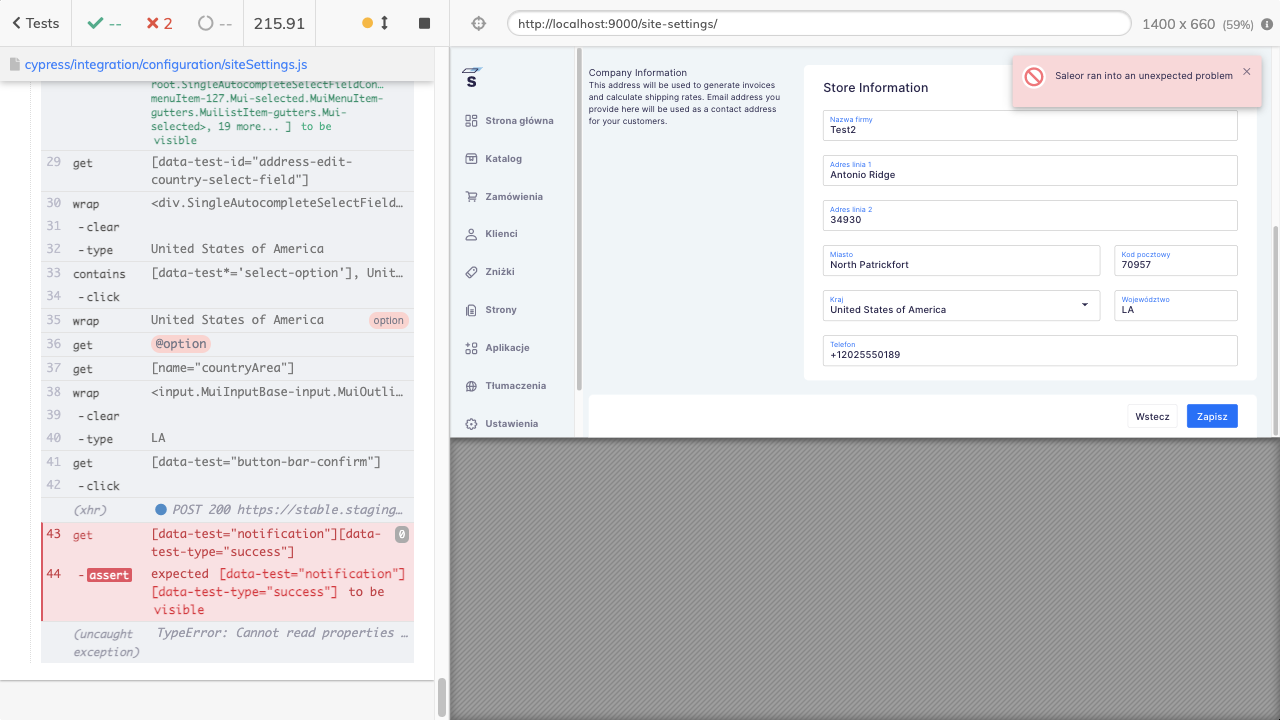 Tests
--
2
--
215.91
http://localhost:9000/site-settings/
1400 x 660 (59%)
cypress/integration/configuration/siteSettings.js
root.SingleAutocompleteSelectFieldCon…
menuItem-127.Mui-selected.MuiMenuItem-
gutters.MuiListItem-gutters.Mui-
selected>, 19 more... ] to be
visible
29 get [data-test-id="address-edit-
country-select-field"]
30 wrap <div.SingleAutocompleteSelectField…
31 -clear
32 -type United States of America
33 contains [data-test*='select-option'], Unit…
34 -click
35 wrap United States of America option
36 get @option
37 get [name="countryArea"]
38 wrap <input.MuiInputBase-input.MuiOutli…
39 -clear
40 -type LA
41 get [data-test="button-bar-confirm"]
42 -click
(xhr) POST 200 https://stable.staging…
43 get [data-test="notification"][data-
test-type="success"] 0
44 -assert expected [data-test="notification"]
[data-test-type="success"] to be
visible
(uncaught
exception) TypeError: Cannot read properties …
S
Strona główna
Katalog
Zamówienia
Klienci
Zniżki
Strony
Aplikacje
Tłumaczenia
Ustawienia
Company Information
This address will be used to generate invoices
and calculate shipping rates. Email address you
provide here will be used as a contact address
for your customers.
Store Information
Saleor ran into an unexpected problem
Nazwa firmy
Test2
Adres linia 1
Antonio Ridge
Adres linia 2
34930
Miasto
North Patrickfort
Kod pocztowy
70957
Kraj
United States of America
Województwo
LA
Telefon
+12025550189
Wstecz
Zapisz